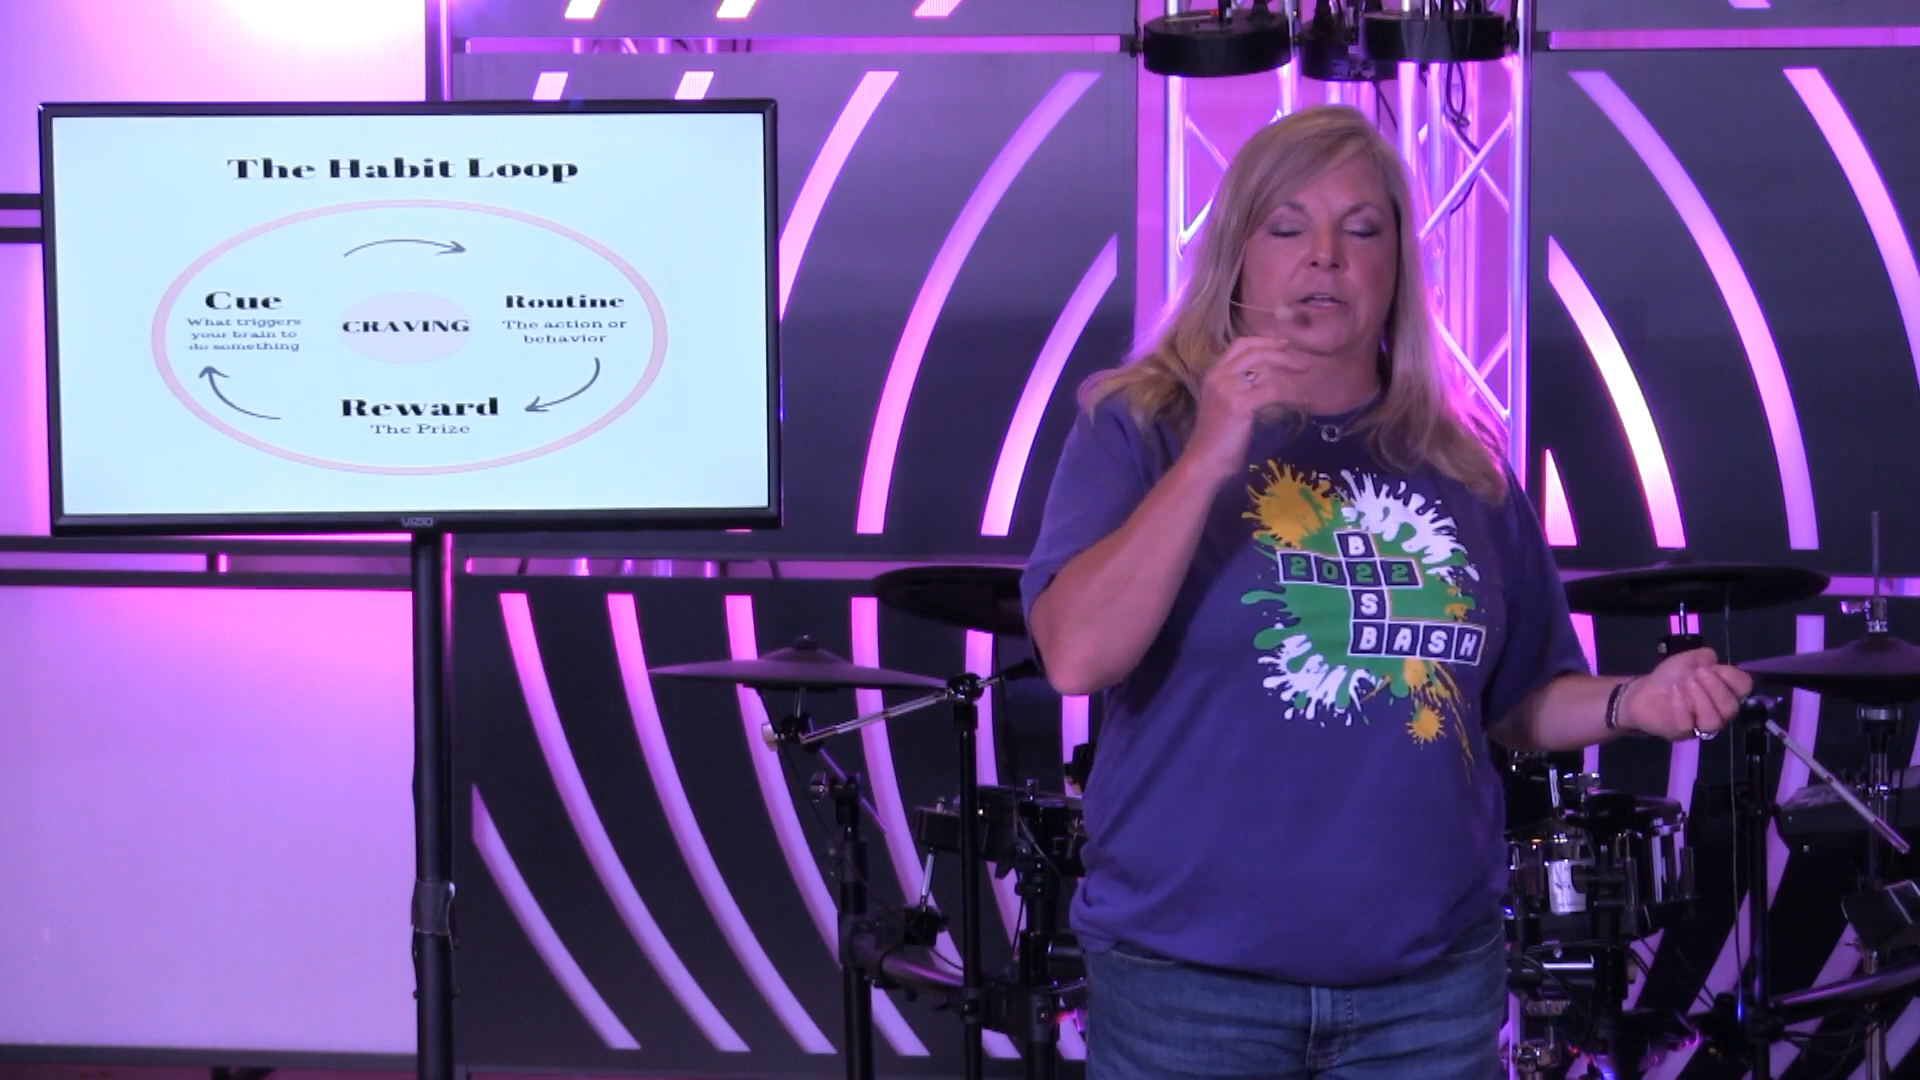 The Habit Loop
Cue
What triggers
your brain to
do something
CRAVING
Routine
The action or
behavior
Reward
The Prize
VIZIO
2022
BASH